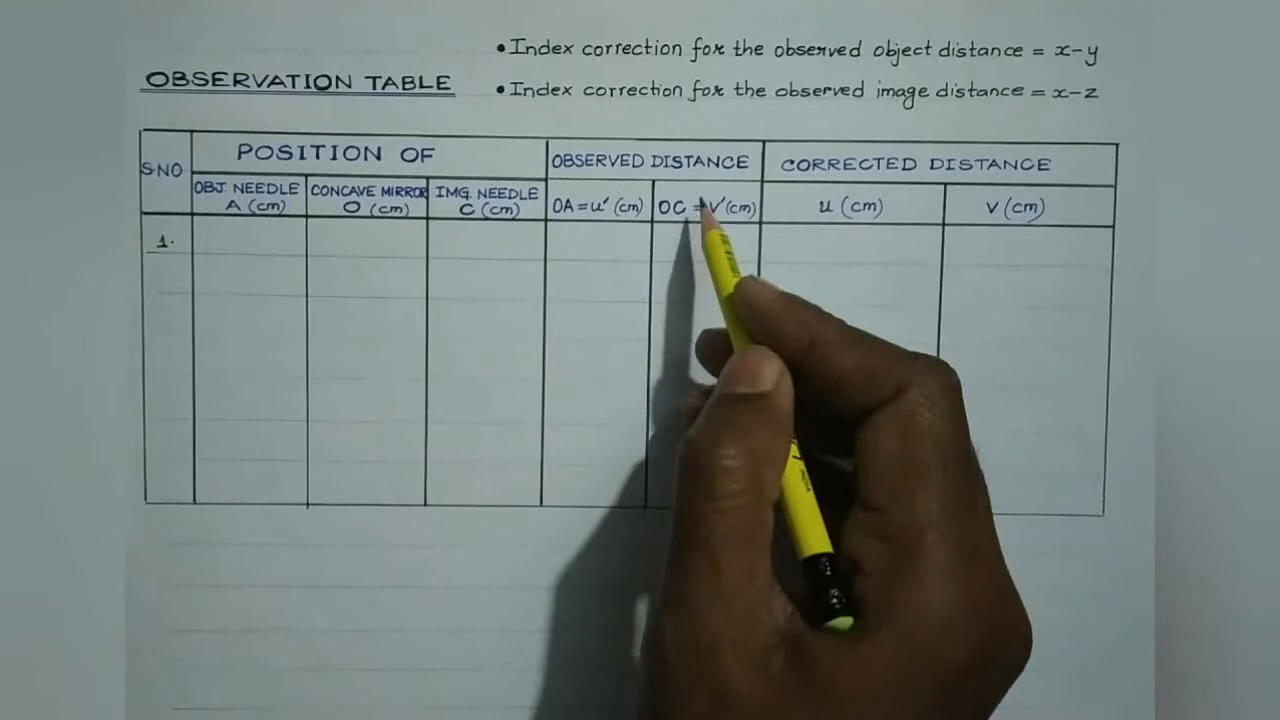 • Index correction for the observed object distance = x-y
OBSERVATION TABLE
• Index correction for the observed image distance = x-z
S.NO
POSITION OF
OBSERVED DISTANCE
CORRECTED DISTANCE
OBJ. NEEDLE A (cm)
CONCAVE MIRROR O (cm)
IMG. NEEDLE C (cm)
OA = u' (cm)
OC = v' (cm)
u (cm)
v (cm)
1.